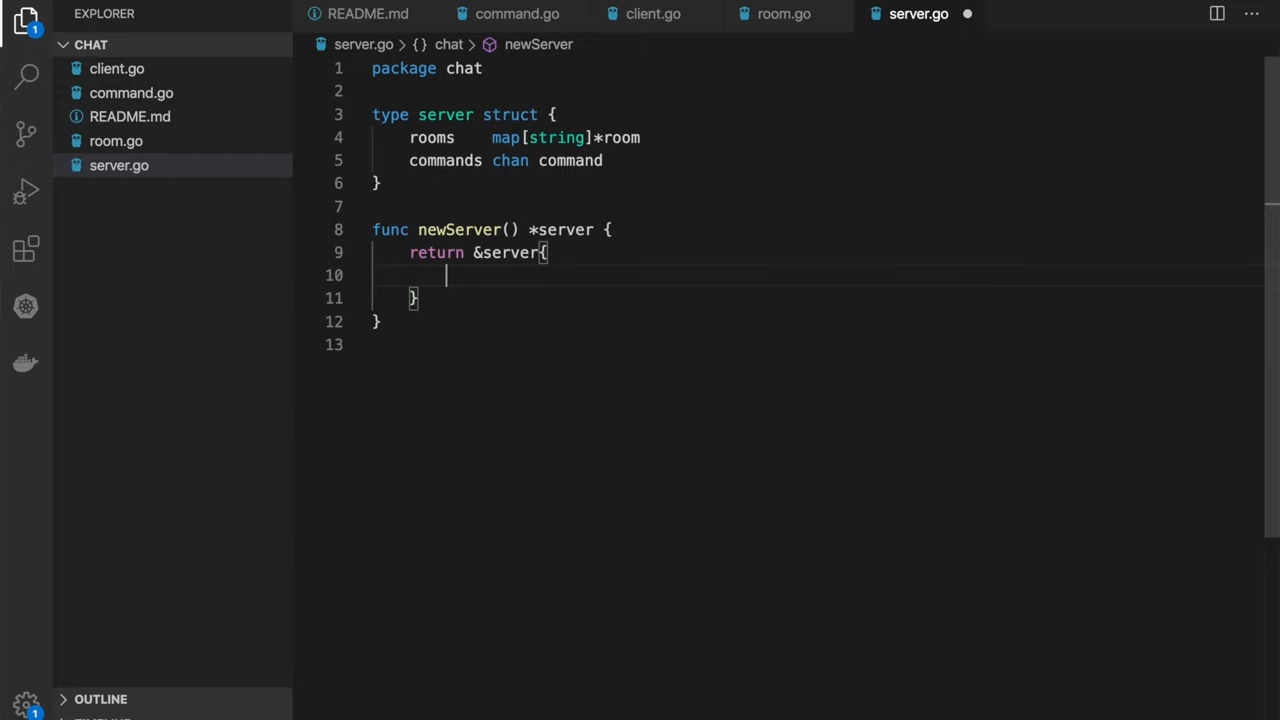 EXPLORER
README.md
command.go
client.go
room.go
server.go
CHAT
client.go
command.go
README.md
room.go
server.go
OUTLINE
server.go > {} chat > newServer
1 package chat
2
3 type server struct {
4 rooms map[string]*room
5 commands chan command
6 }
7
8 func newServer() *server {
9 return &server{
10
11 }
12 }
13
1
1